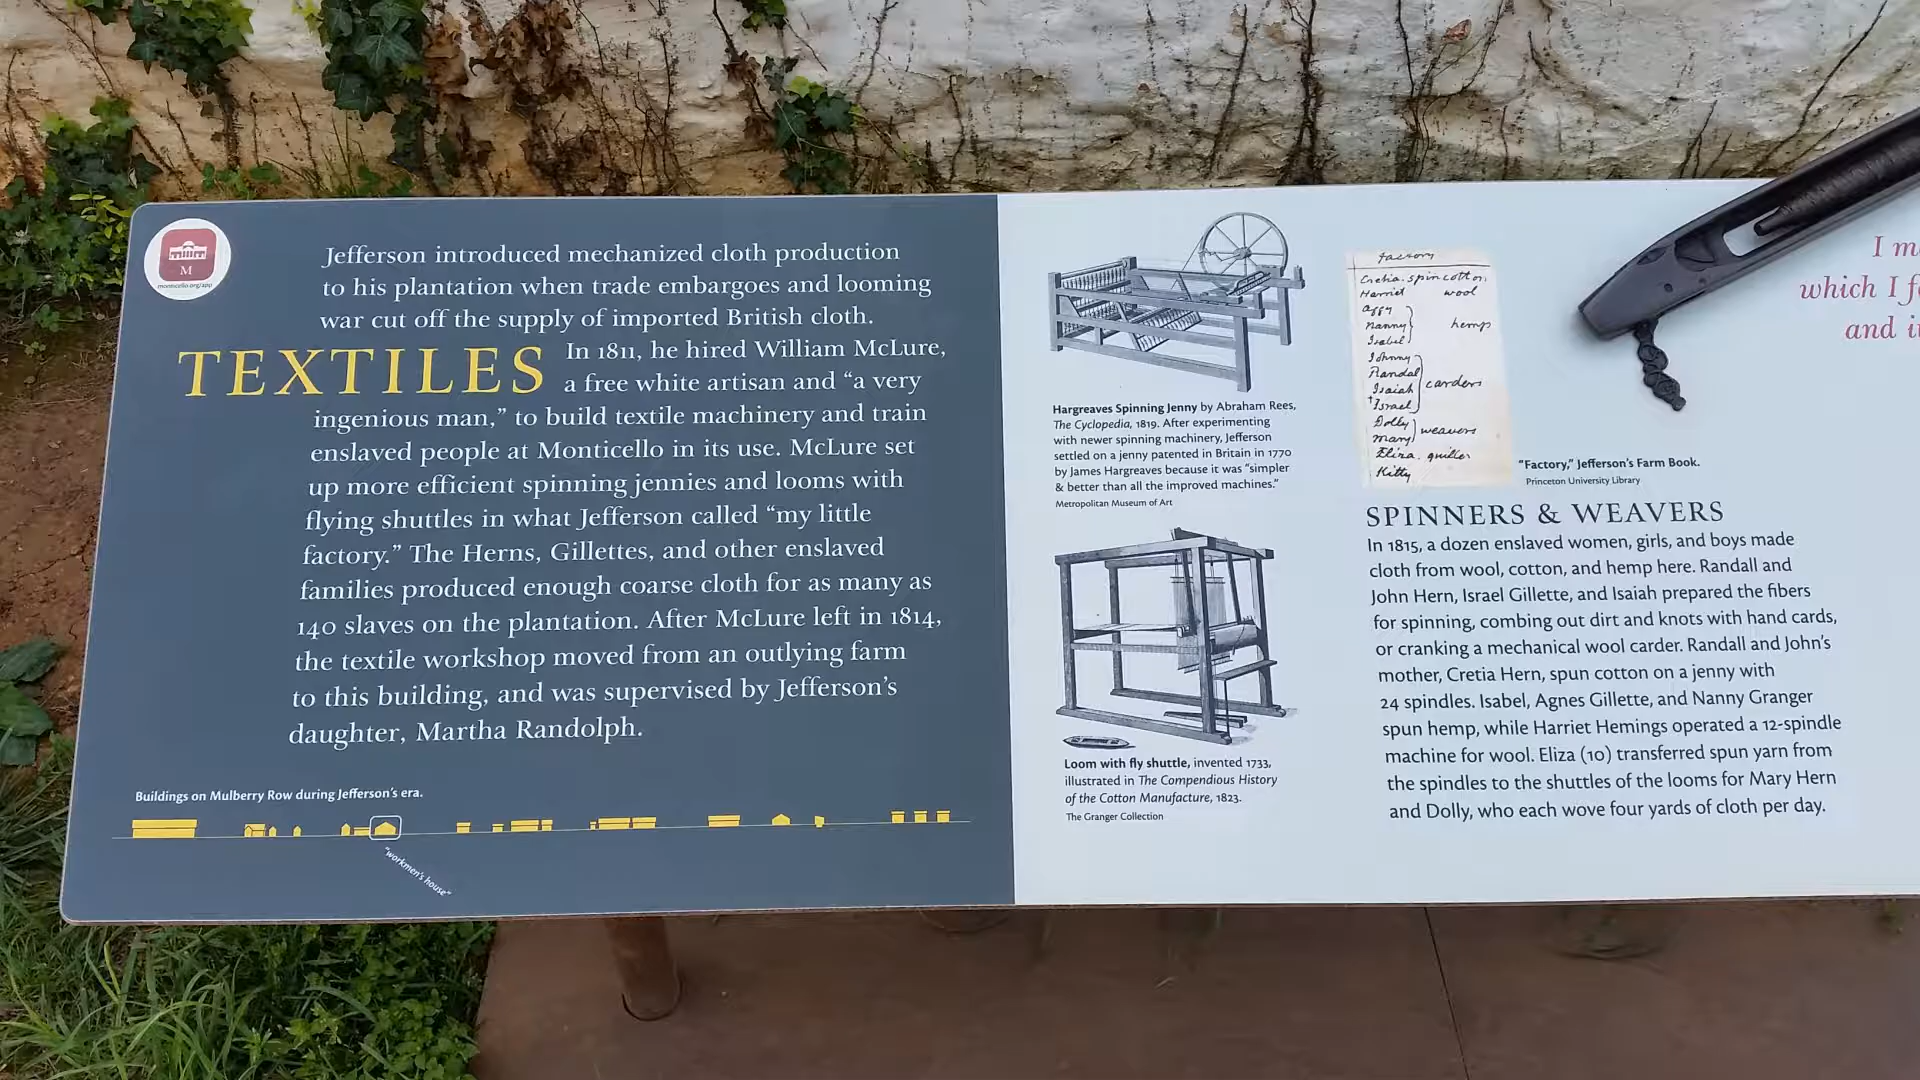 M
monticello.org/app
Jefferson introduced mechanized cloth production
to his plantation when trade embargoes and looming
war cut off the supply of imported British cloth.
TEXTILES
In 1811, he hired William McLure,
a free white artisan and “a very
ingenious man,” to build textile machinery and train
enslaved people at Monticello in its use. McLure set
up more efficient spinning jennies and looms with
flying shuttles in what Jefferson called “my little
factory.” The Herns, Gillettes, and other enslaved
families produced enough coarse cloth for as many as
140 slaves on the plantation. After McLure left in 1814,
the textile workshop moved from an outlying farm
to this building, and was supervised by Jefferson’s
daughter, Martha Randolph.
Buildings on Mulberry Row during Jefferson’s era.
“workmen’s house”
Hargreaves Spinning Jenny by Abraham Rees,
The Cyclopedia, 1819. After experimenting
with newer spinning machinery, Jefferson
settled on a jenny patented in Britain in 1770
by James Hargreaves because it was “simpler
& better than all the improved machines.”
Metropolitan Museum of Art
Loom with fly shuttle, invented 1733,
illustrated in The Compendious History
of the Cotton Manufacture, 1823.
The Granger Collection
Factory
Cretia. spin cotton.
Harriet wool
Aggy
Nanny hemp
Isabel
Johnny
Randal
Isaiah carders
Israel
Dolly
Mary weavers
Eliza. quiller
Kitty
“Factory,” Jefferson’s Farm Book.
Princeton University Library
SPINNERS & WEAVERS
In 1815, a dozen enslaved women, girls, and boys made
cloth from wool, cotton, and hemp here. Randall and
John Hern, Israel Gillette, and Isaiah prepared the fibers
for spinning, combing out dirt and knots with hand cards,
or cranking a mechanical wool carder. Randall and John’s
mother, Cretia Hern, spun cotton on a jenny with
24 spindles. Isabel, Agnes Gillette, and Nanny Granger
spun hemp, while Harriet Hemings operated a 12-spindle
machine for wool. Eliza (10) transferred spun yarn from
the spindles to the shuttles of the looms for Mary Hern
and Dolly, who each wove four yards of cloth per day.
I m
which I f
and i